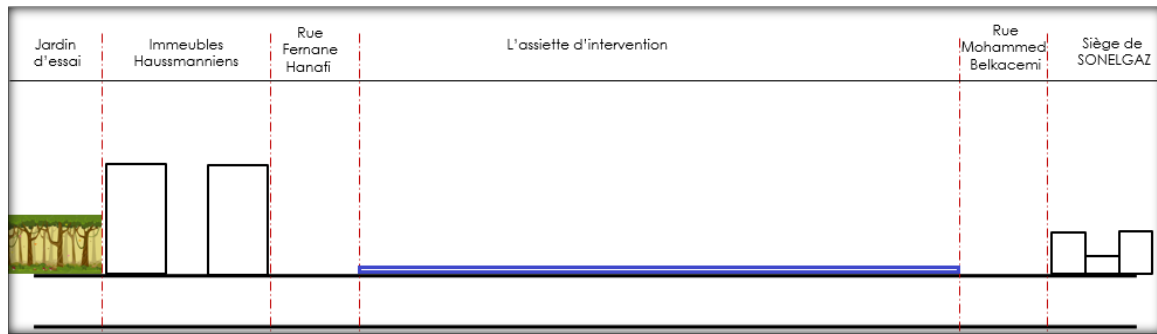 Jardin
d'essai
Immeubles
Haussmanniens
Rue
Fernane
Hanafi
L'assiette d'intervention
Rue
Mohammed
Belkacemi
Siège de
SONELGAZ